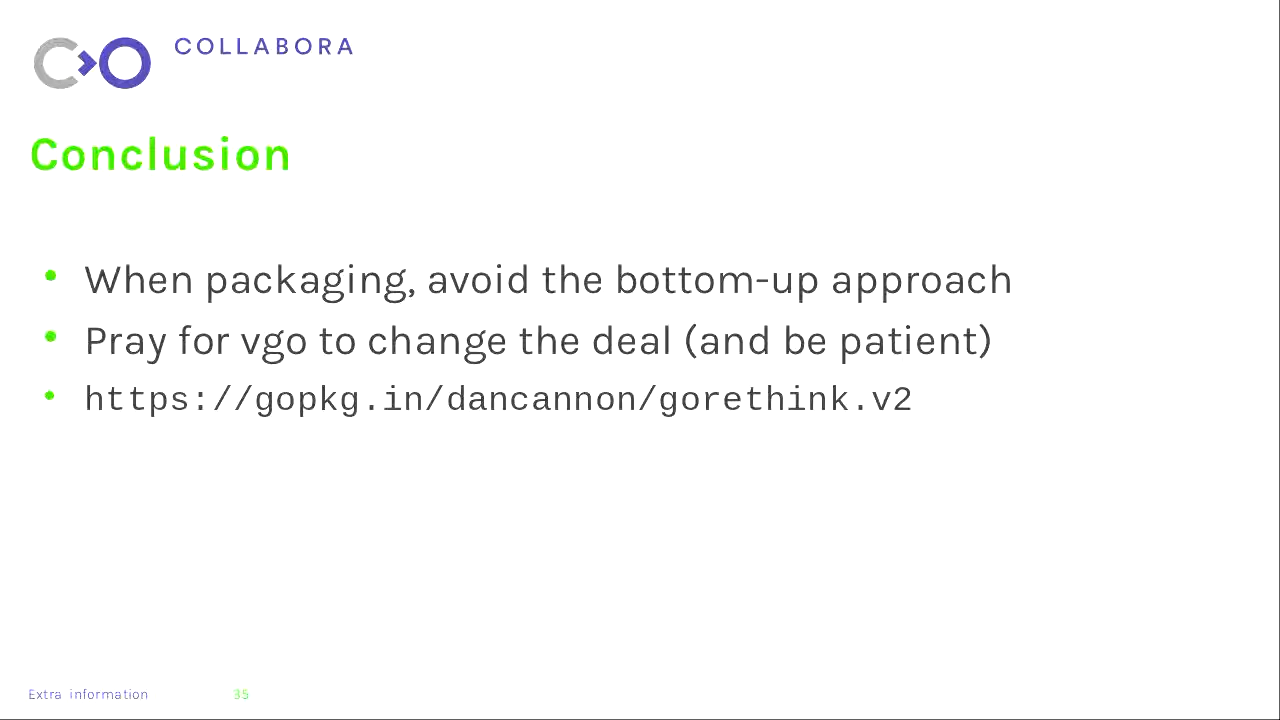 COLLABORA
Conclusion
• When packaging, avoid the bottom-up approach
• Pray for vgo to change the deal (and be patient)
• https://gopkg.in/dancannon/gorethink.v2
Extra information 35